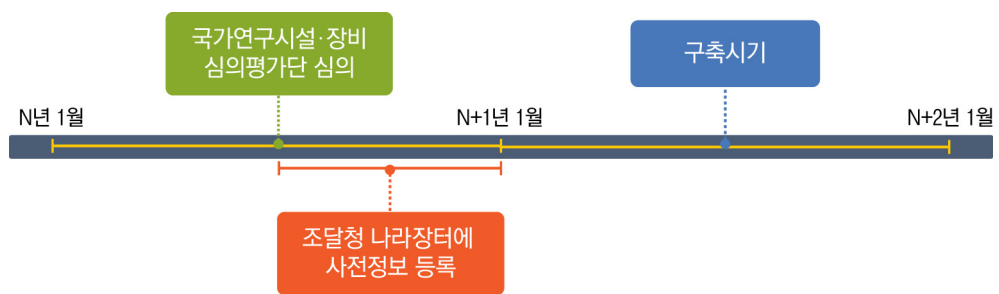 국가연구시설·장비
심의평가단 심의
구축시기
N년 1월
N+1년 1월
N+2년 1월
조달청 나라장터에
사전정보 등록